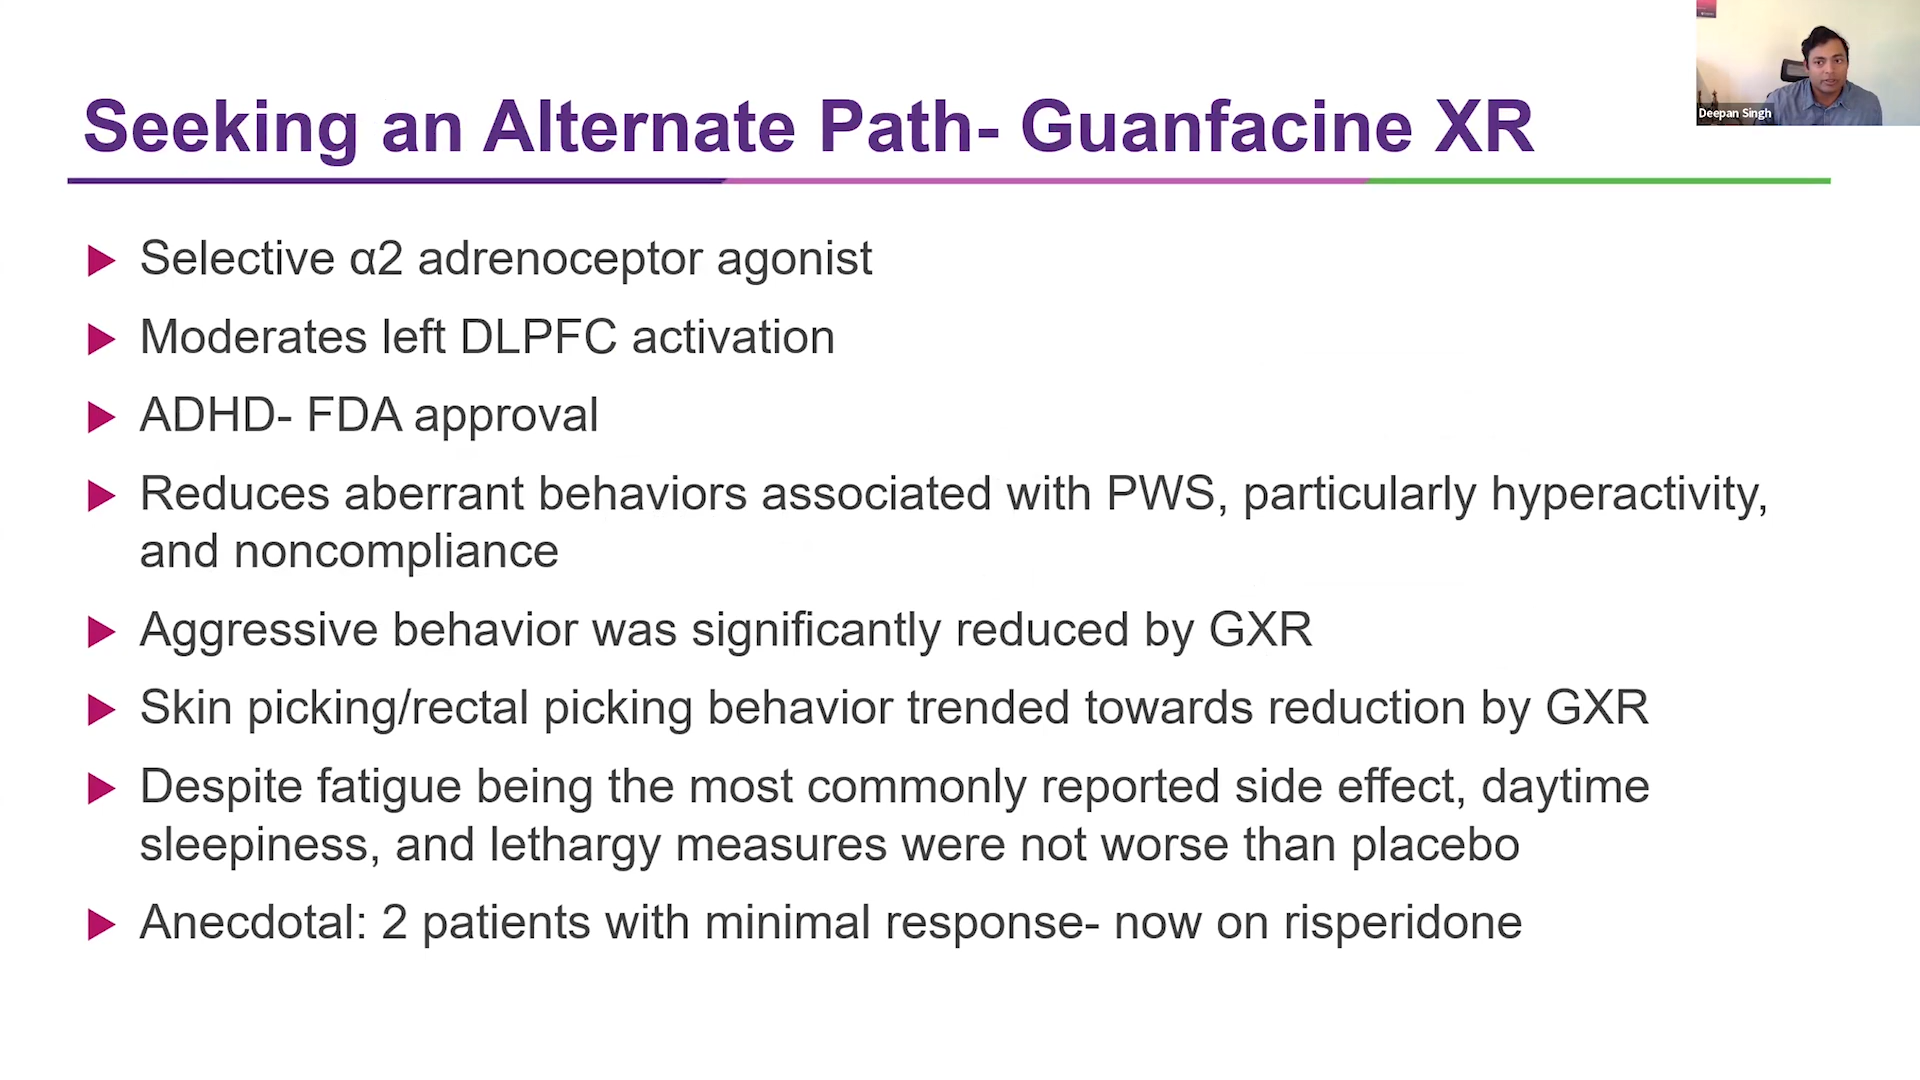 Seeking an Alternate Path- Guanfacine XR
Deepan Singh
Selective α2 adrenoceptor agonist
Moderates left DLPFC activation
ADHD- FDA approval
Reduces aberrant behaviors associated with PWS, particularly hyperactivity,
and noncompliance
Aggressive behavior was significantly reduced by GXR
Skin picking/rectal picking behavior trended towards reduction by GXR
Despite fatigue being the most commonly reported side effect, daytime
sleepiness, and lethargy measures were not worse than placebo
Anecdotal: 2 patients with minimal response- now on risperidone